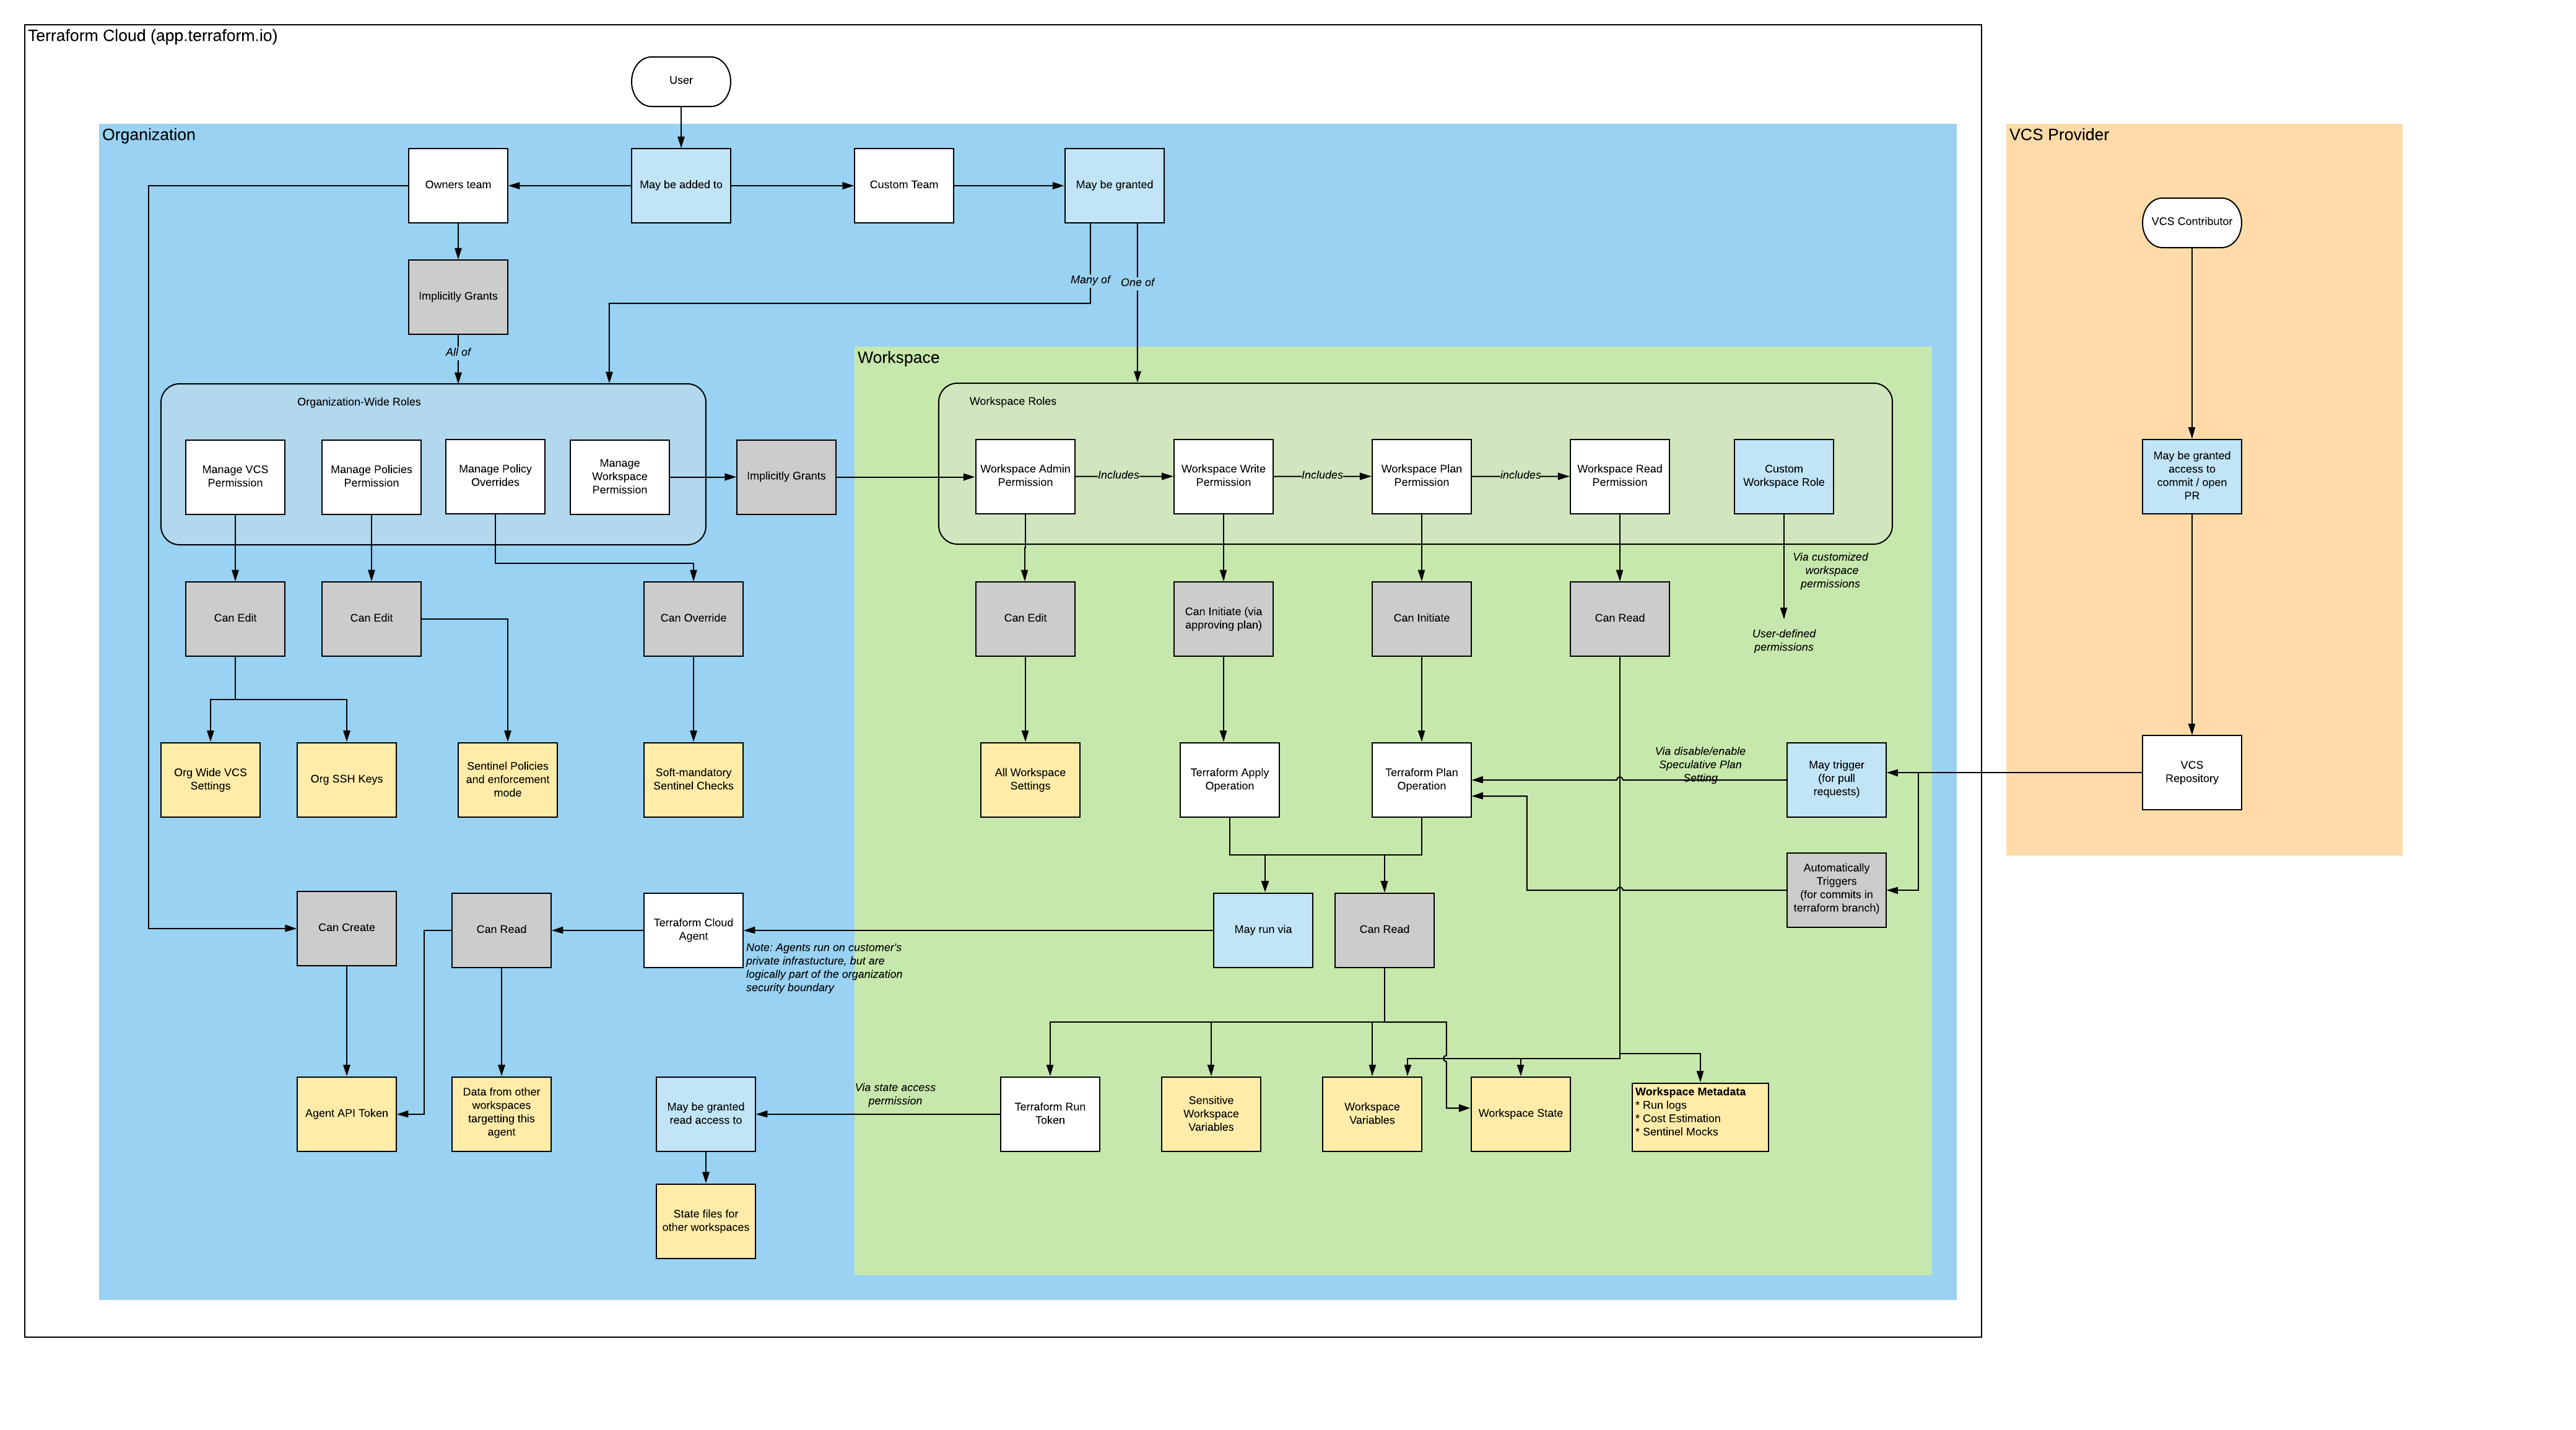 Terraform Cloud (app.terraform.io)
User
Organization
VCS Provider
Owners team
May be added to
Custom Team
May be granted
VCS Contributor
Implicitly Grants
Many of
One of
All of
Workspace
Organization-Wide Roles
Workspace Roles
Manage VCS
Permission
Manage Policies
Permission
Manage Policy
Overrides
Manage
Workspace
Permission
Implicitly Grants
Workspace Admin
Permission
Includes
Workspace Write
Permission
Includes
Workspace Plan
Permission
includes
Workspace Read
Permission
Custom
Workspace Role
May be granted
access to
commit / open
PR
Via customized
workspace
permissions
Can Edit
Can Edit
Can Override
Can Edit
Can Initiate (via
approving plan)
Can Initiate
Can Read
User-defined
permissions
Org Wide VCS
Settings
Org SSH Keys
Sentinel Policies
and enforcement
mode
Soft-mandatory
Sentinel Checks
All Workspace
Settings
Terraform Apply
Operation
Terraform Plan
Operation
Via disable/enable
Speculative Plan
Setting
May trigger
(for pull
requests)
VCS
Repository
Automatically
Triggers
(for commits in
terraform branch)
Can Create
Can Read
Terraform Cloud
Agent
May run via
Can Read
Note: Agents run on customer's
private infrastucture, but are
logically part of the organization
security boundary
Agent API Token
Data from other
workspaces
targetting this
agent
May be granted
read access to
Via state access
permission
Terraform Run
Token
Sensitive
Workspace
Variables
Workspace
Variables
Workspace State
Workspace Metadata
* Run logs
* Cost Estimation
* Sentinel Mocks
State files for
other workspaces